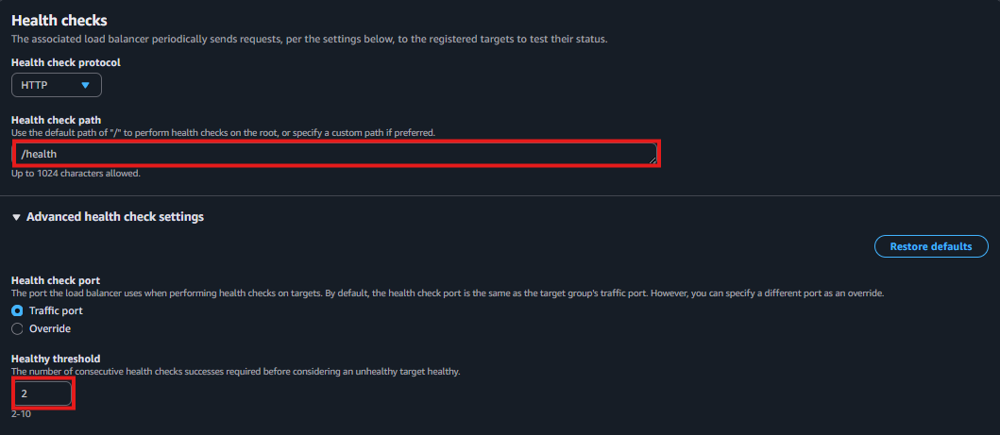 Health checks
The associated load balancer periodically sends requests, per the settings below, to the registered targets to test their status.
Health check protocol
HTTP
Health check path
Use the default path of "/" to perform health checks on the root, or specify a custom path if preferred.
/health
Up to 1024 characters allowed.
Advanced health check settings
Restore defaults
Health check port
The port the load balancer uses when performing health checks on targets. By default, the health check port is the same as the target group's traffic port. However, you can specify a different port as an override.
Traffic port
Override
Healthy threshold
The number of consecutive health checks successes required before considering an unhealthy target healthy.
2
2-10